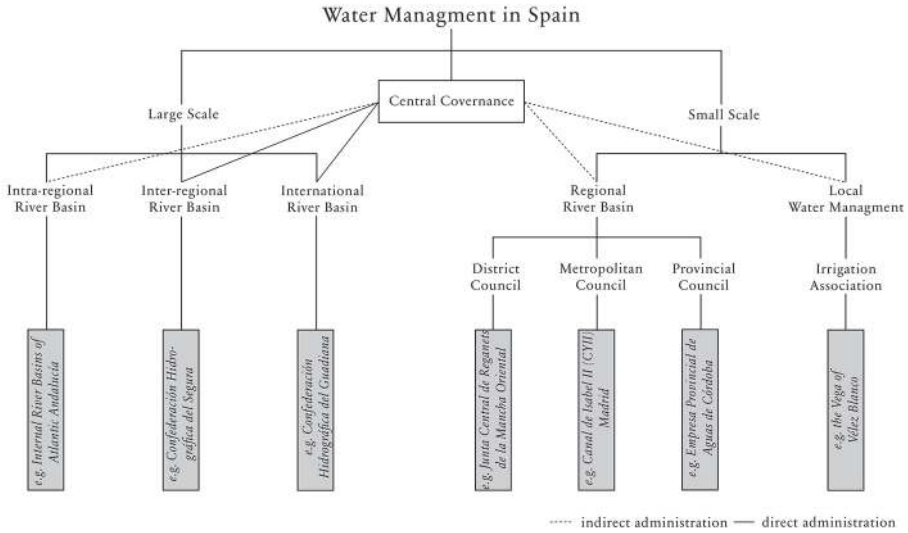 Water Managment in Spain
Central Covernance
Large Scale
Small Scale
Intra-regional
River Basin
Inter-regional
River Basin
International
River Basin
Regional
River Basin
Local
Water Managment
District
Council
Metropolitan
Council
Provincial
Council
Irrigation
Association
e.g. Internal River Basins of
Atlantic Andalucía
e.g. Confederación Hidro-
gráfica del Segura
e.g. Confederación
Hidrográfica del Guadiana
e.g. Junta Central de Reganets
de la Mancha Oriental
e.g. Canal de Isabel II (CYII)
Madrid
e.g. Empresa Provincial de
Aguas de Córdoba
e.g. the Vega of
Vélez Blanco
indirect administration
direct administration